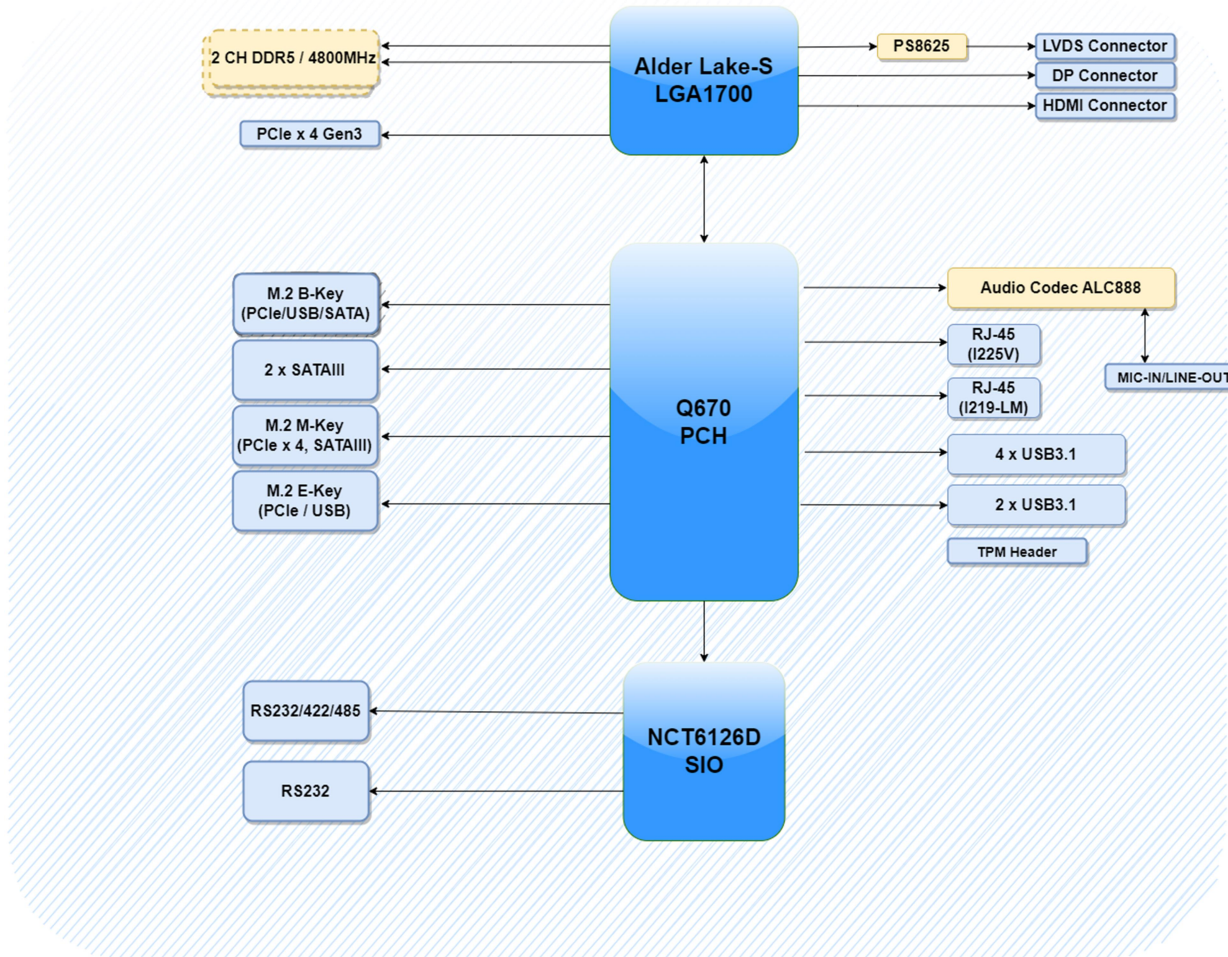 2 CH DDR5 / 4800MHz
PCIe x 4 Gen3
Alder Lake-S
LGA1700
PS8625
LVDS Connector
DP Connector
HDMI Connector
M.2 B-Key
(PCIe/USB/SATA)
2 x SATAIII
M.2 M-Key
(PCIe x 4, SATAIII)
M.2 E-Key
(PCIe / USB)
Q670
PCH
Audio Codec ALC888
RJ-45
(I225V)
MIC-IN/LINE-OUT
RJ-45
(I219-LM)
4 x USB3.1
2 x USB3.1
TPM Header
RS232/422/485
RS232
NCT6126D
SIO